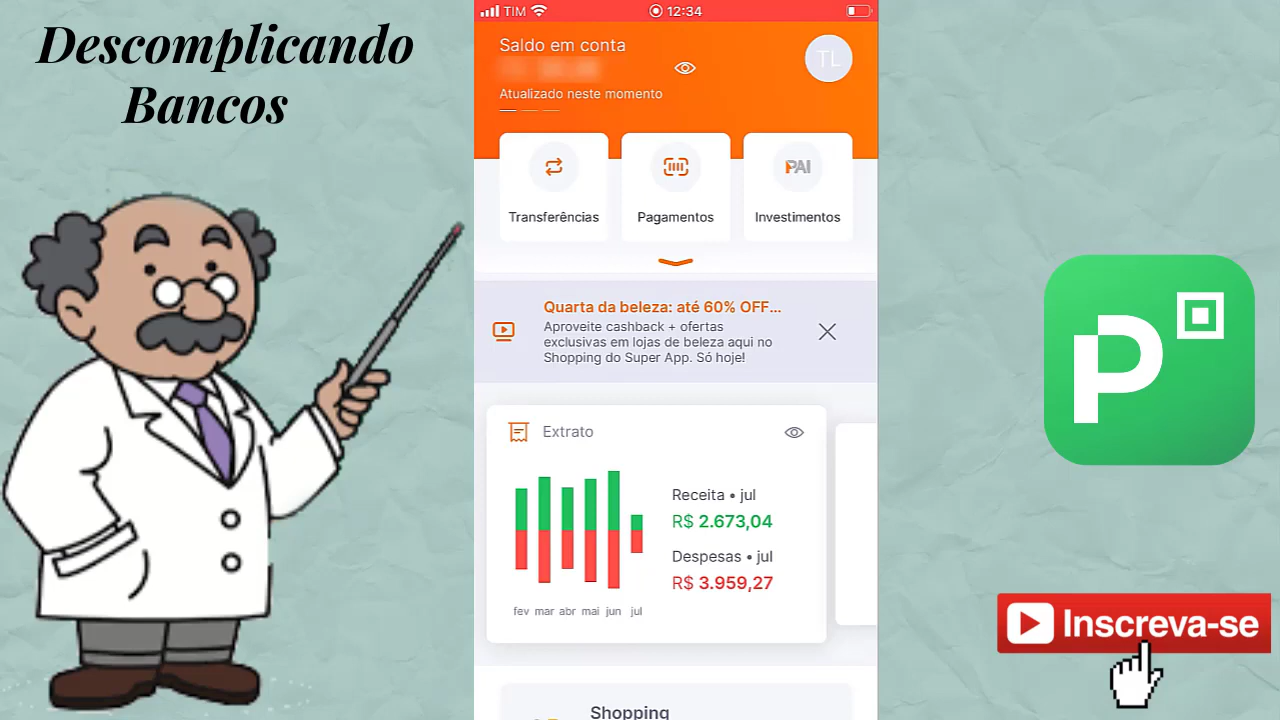 Descomplicando
Bancos
TIM
12:34
Saldo em conta
TL
Atualizado neste momento
Transferências
Pagamentos
PAI
Investimentos
Quarta da beleza: até 60% OFF...
Aproveite cashback + ofertas
exclusivas em lojas de beleza aqui no
Shopping do Super App. Só hoje!
Extrato
Receita • jul
R$ 2.673,04
Despesas • jul
R$ 3.959,27
fev mar abr mai jun jul
Shopping
P
Inscreva-se